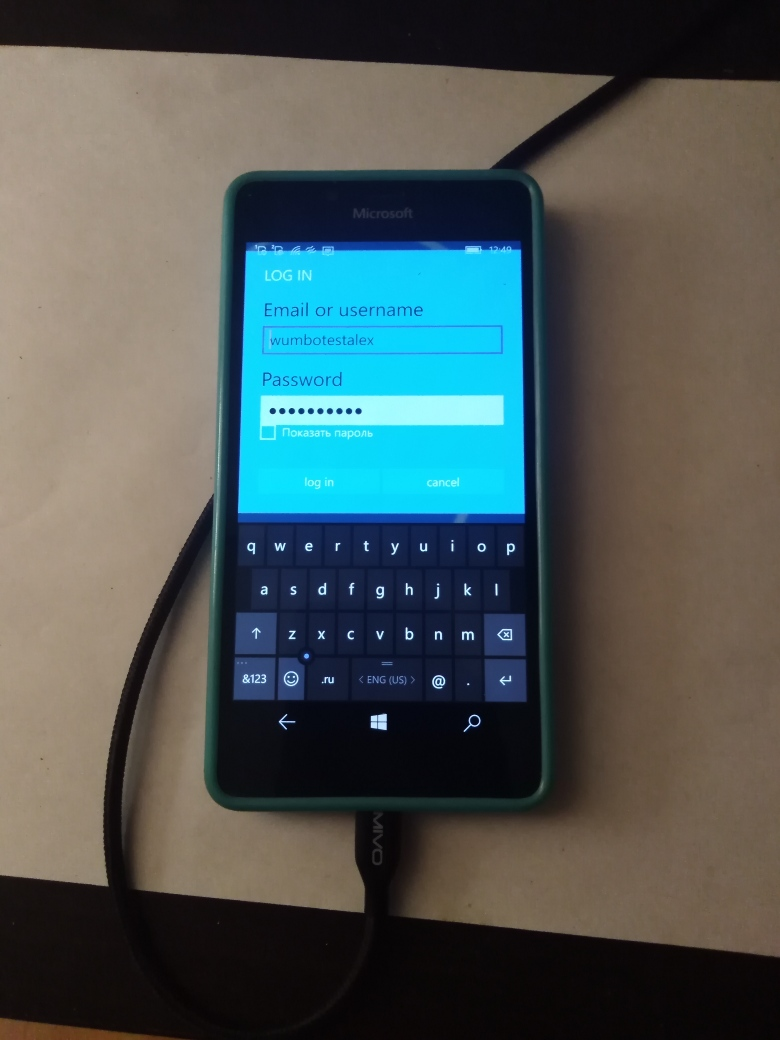 Microsoft
12:49
LOG IN
Email or username
wumbotestalex
Password
Показать пароль
log in cancel
q w e r t y u i o p
a s d f g h j k l
z x c v b n m
&123 .ru ENG (US) @ .
MIVO